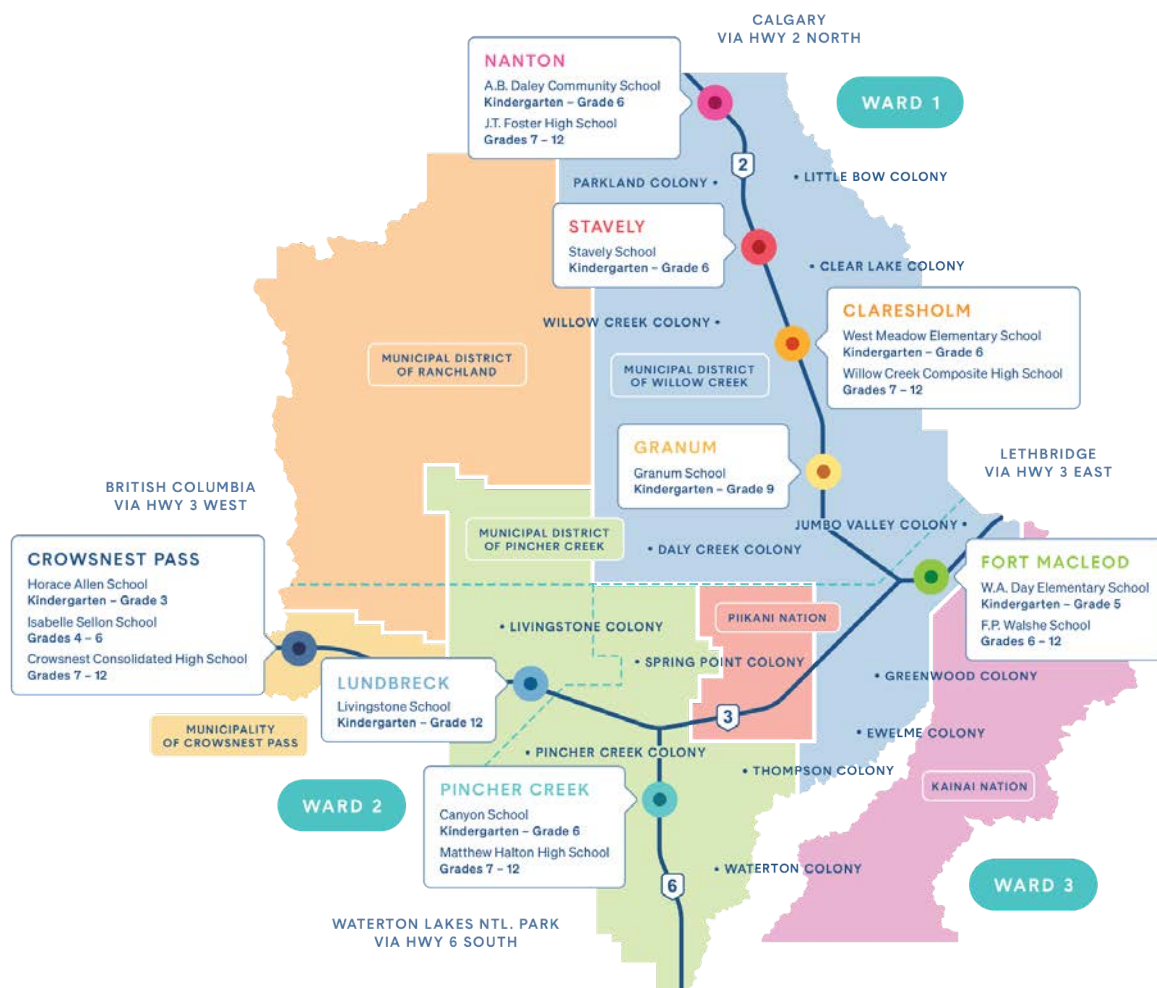 CALGARY
VIA HWY 2 NORTH
NANTON
A.B. Daley Community School
Kindergarten – Grade 6
J.T. Foster High School
Grades 7 – 12
WARD 1
2
PARKLAND COLONY
LITTLE BOW COLONY
STAVELY
Stavely School
Kindergarten – Grade 6
CLEAR LAKE COLONY
CLARESHOLM
West Meadow Elementary School
Kindergarten – Grade 6
Willow Creek Composite High School
Grades 7 – 12
WILLOW CREEK COLONY
MUNICIPAL DISTRICT
OF RANCHLAND
MUNICIPAL DISTRICT
OF WILLOW CREEK
GRANUM
Granum School
Kindergarten – Grade 9
LETHBRIDGE
VIA HWY 3 EAST
BRITISH COLUMBIA
VIA HWY 3 WEST
MUNICIPAL DISTRICT
OF PINCHER CREEK
JUMBO VALLEY COLONY
DALY CREEK COLONY
CROWSNEST PASS
Horace Allen School
Kindergarten – Grade 3
Isabelle Sellon School
Grades 4 – 6
Crowsnest Consolidated High School
Grades 7 – 12
FORT MACLEOD
W.A. Day Elementary School
Kindergarten – Grade 5
F.P. Walshe School
Grades 6 – 12
PIIKANI NATION
LIVINGSTONE COLONY
SPRING POINT COLONY
GREENWOOD COLONY
LUNDBRECK
Livingstone School
Kindergarten – Grade 12
3
MUNICIPALITY
OF CROWSNEST PASS
EWELME COLONY
PINCHER CREEK COLONY
THOMPSON COLONY
KAINAI NATION
WARD 2
PINCHER CREEK
Canyon School
Kindergarten – Grade 6
Matthew Halton High School
Grades 7 – 12
WATERTON COLONY
6
WARD 3
WATERTON LAKES NTL. PARK
VIA HWY 6 SOUTH